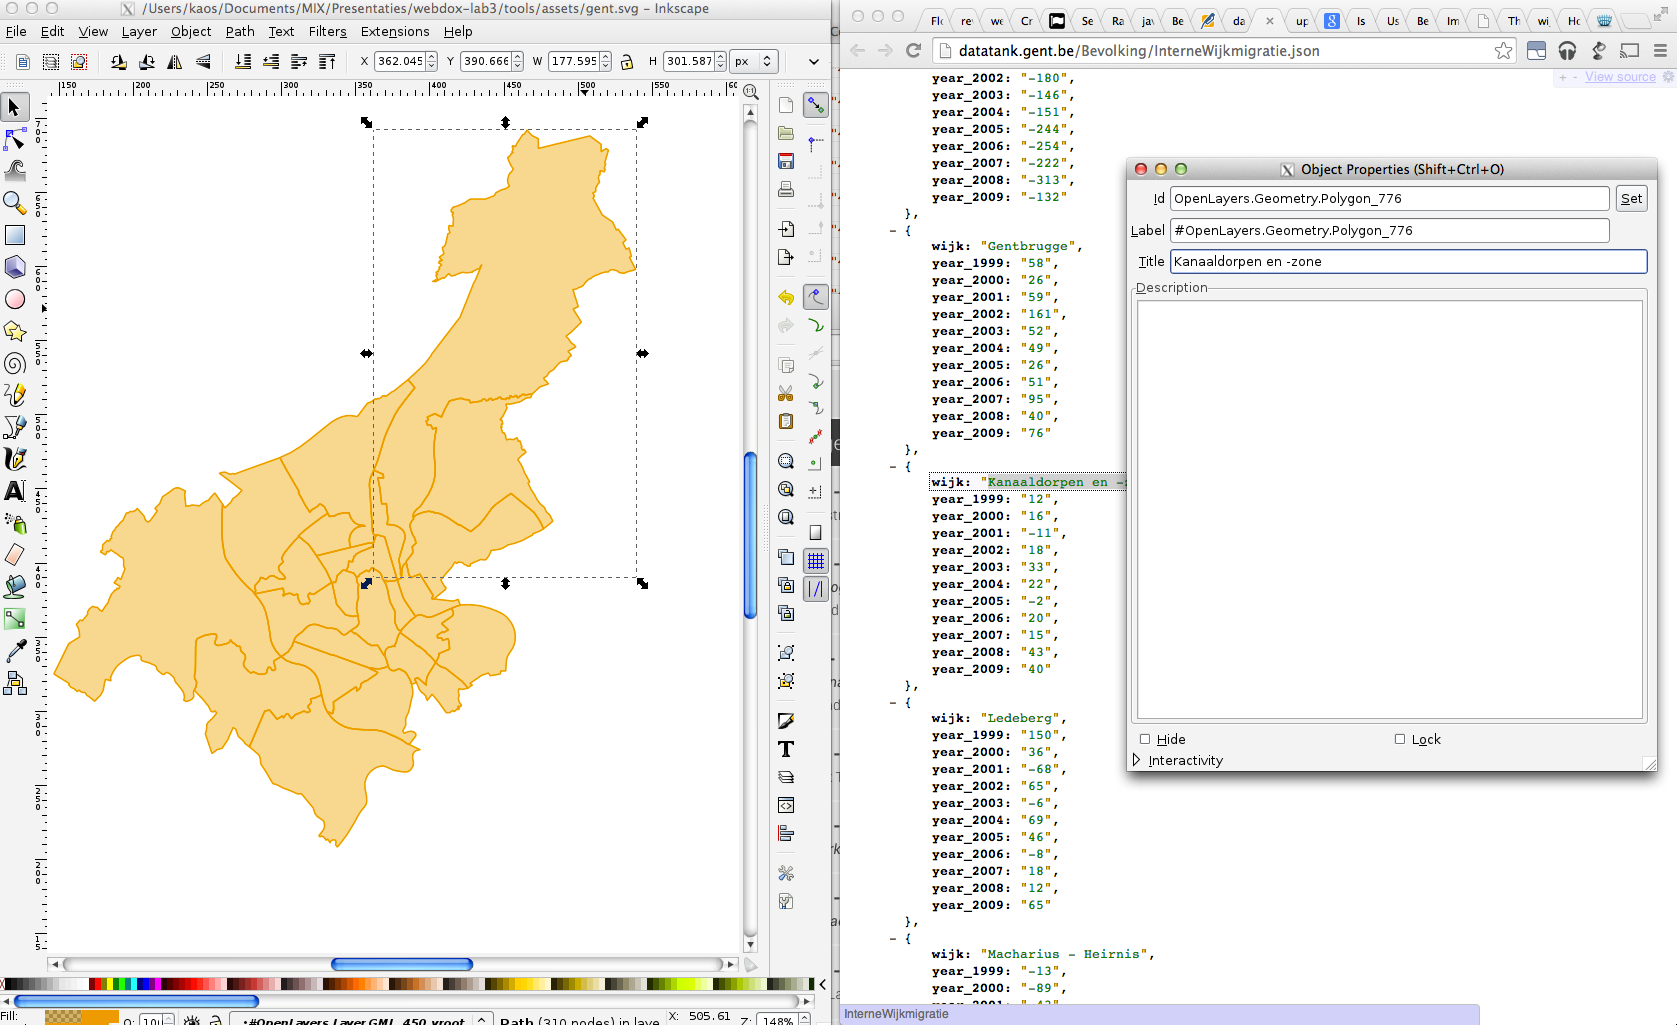 /Users/kaos/Documents/MIX/Presentaties/webdox-lab3/tools/assets/gent.svg - Inkscape
File Edit View Layer Object Path Text Filters Extensions Help
X 362.045 Y 390.666 W 177.595 H 301.587 px
150 200 250 300 350 400 450 500 550
Fill:
O:
•#OpenLayers.Layer.GML_450_vroot
Path (310 nodes) in laye
X: 505.61
Z: 148%
Se
Ra
Be
da
up
Is
Us
Be
Im
Th
datatank.gent.be/Bevolking/InterneWijkmigratie.json
+ - View source
year_2002: "-180",
year_2003: "-146",
year_2004: "-151",
year_2005: "-244",
year_2006: "-254",
year_2007: "-222",
year_2008: "-313",
year_2009: "-132"
},
- {
wijk: "Gentbrugge",
year_1999: "58",
year_2000: "26",
year_2001: "59",
year_2002: "161",
year_2003: "52",
year_2004: "49",
year_2005: "26",
year_2006: "51",
year_2007: "95",
year_2008: "40",
year_2009: "76"
},
- {
wijk: "Kanaaldorpen en -z
year_1999: "12",
year_2000: "16",
year_2001: "-11",
year_2002: "18",
year_2003: "33",
year_2004: "22",
year_2005: "-2",
year_2006: "20",
year_2007: "15",
year_2008: "43",
year_2009: "40"
},
- {
wijk: "Ledeberg",
year_1999: "150",
year_2000: "36",
year_2001: "-68",
year_2002: "65",
year_2003: "-6",
year_2004: "69",
year_2005: "46",
year_2006: "-8",
year_2007: "18",
year_2008: "12",
year_2009: "65"
},
- {
wijk: "Macharius - Heirnis",
year_1999: "-13",
year_2000: "-89",
InterneWijkmigratie
Object Properties (Shift+Ctrl+O)
Id OpenLayers.Geometry.Polygon_776 Set
Label #OpenLayers.Geometry.Polygon_776
Title Kanaaldorpen en -zone
Description
Hide Lock
Interactivity